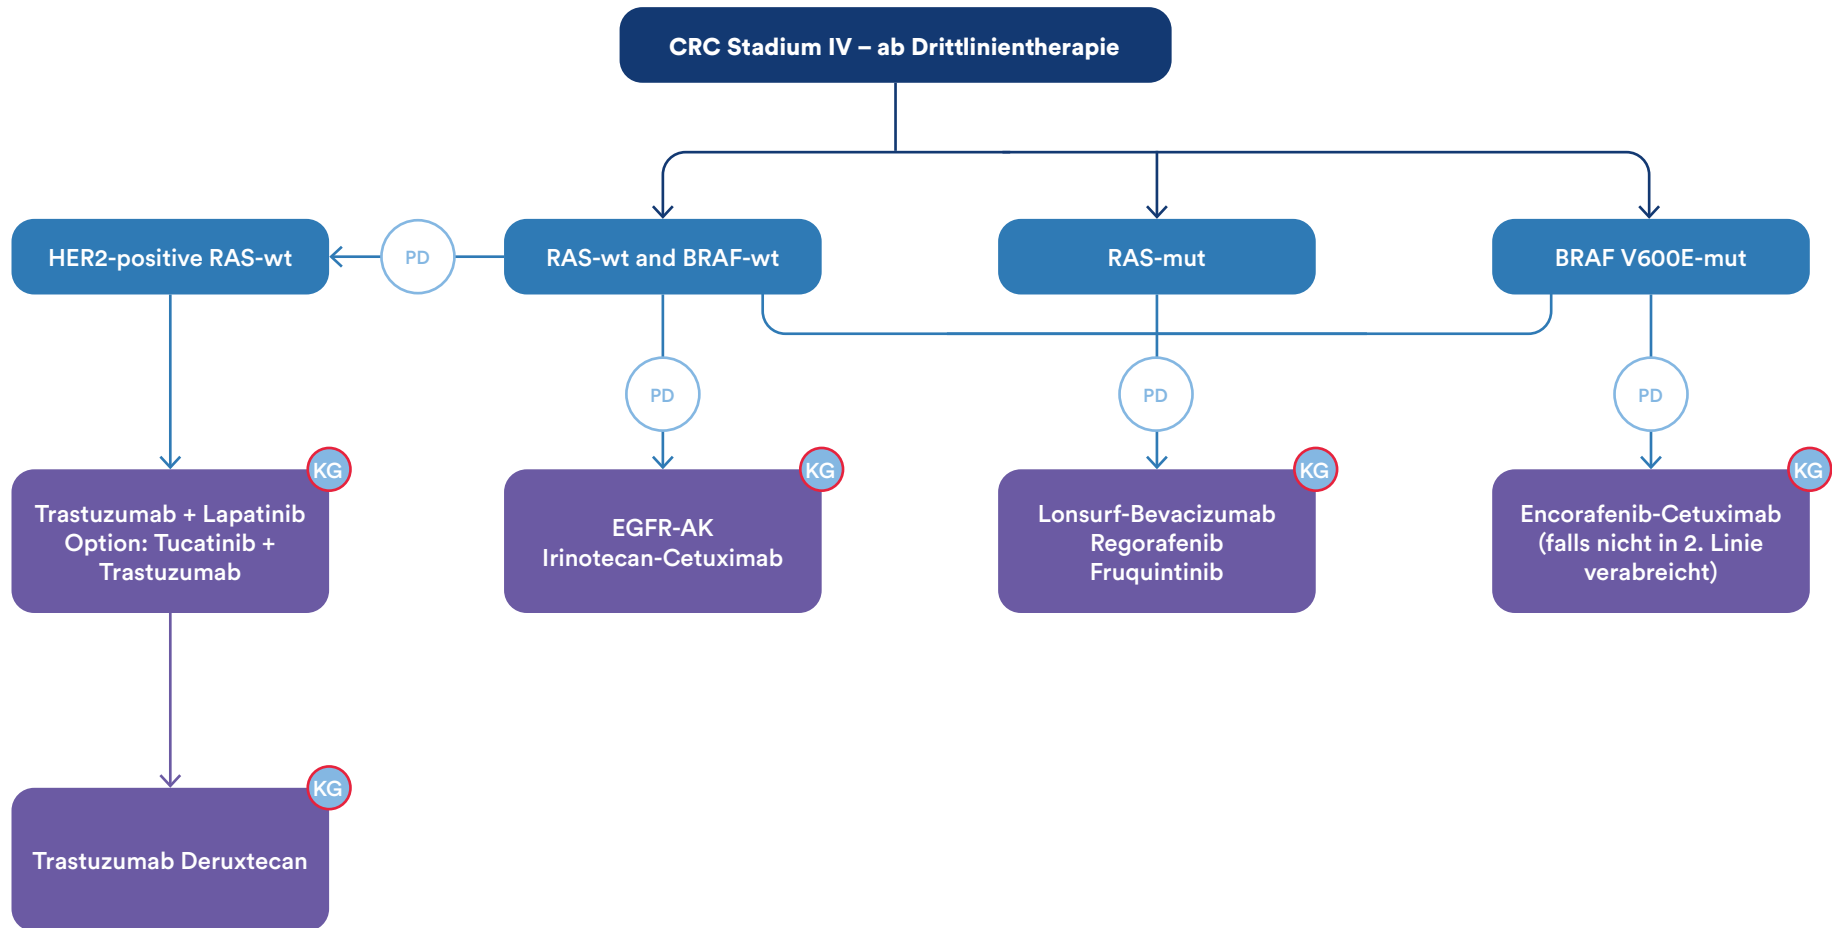 CRC Stadium IV – ab Drittlinientherapie
HER2-positive RAS-wt
PD
RAS-wt and BRAF-wt
RAS-mut
BRAF V600E-mut
PD
PD
PD
KG
KG
KG
KG
Trastuzumab + Lapatinib
Option: Tucatinib +
Trastuzumab
EGFR-AK
Irinotecan-Cetuximab
Lonsurf-Bevacizumab
Regorafenib
Fruquintinib
Encorafenib-Cetuximab
(falls nicht in 2. Linie
verabreicht)
KG
Trastuzumab Deruxtecan